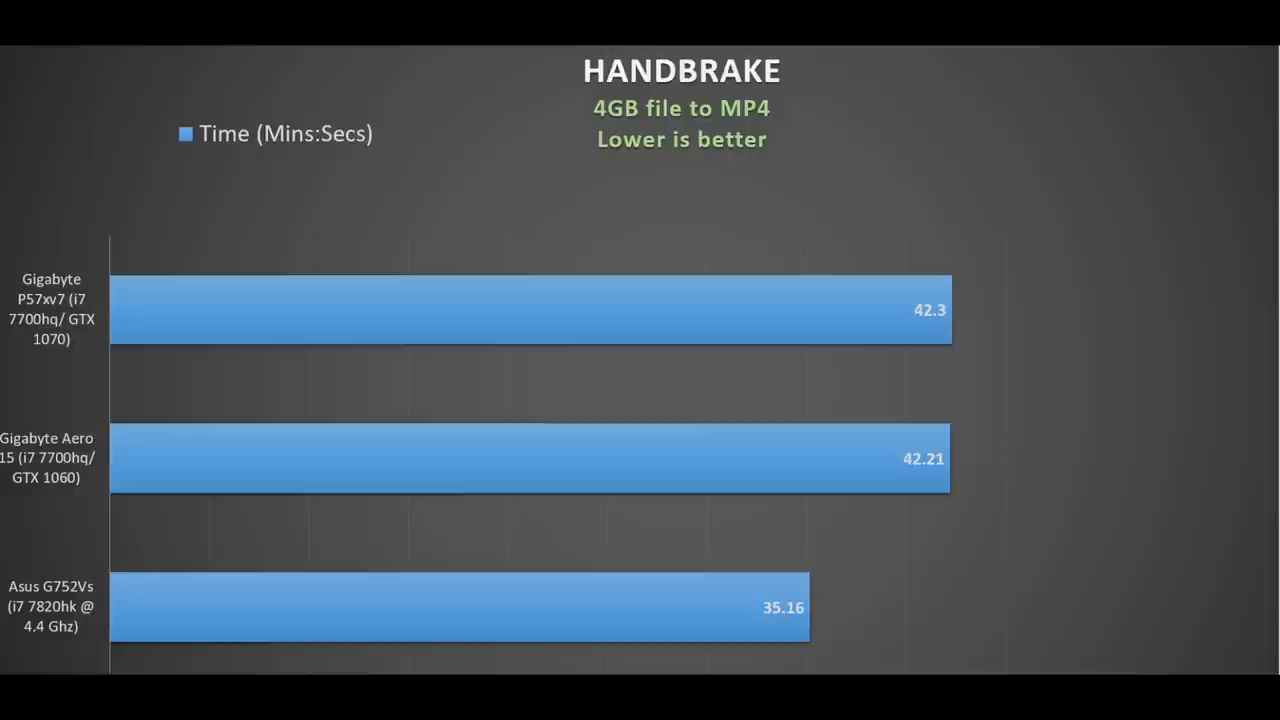 HANDBRAKE
4GB file to MP4
Lower is better
Time (Mins:Secs)
Gigabyte
P57xv7 (i7
7700hq/ GTX
1070)
42.3
Gigabyte Aero
15 (i7 7700hq/
GTX 1060)
42.21
Asus G752Vs
(i7 7820hk @
4.4 Ghz)
35.16